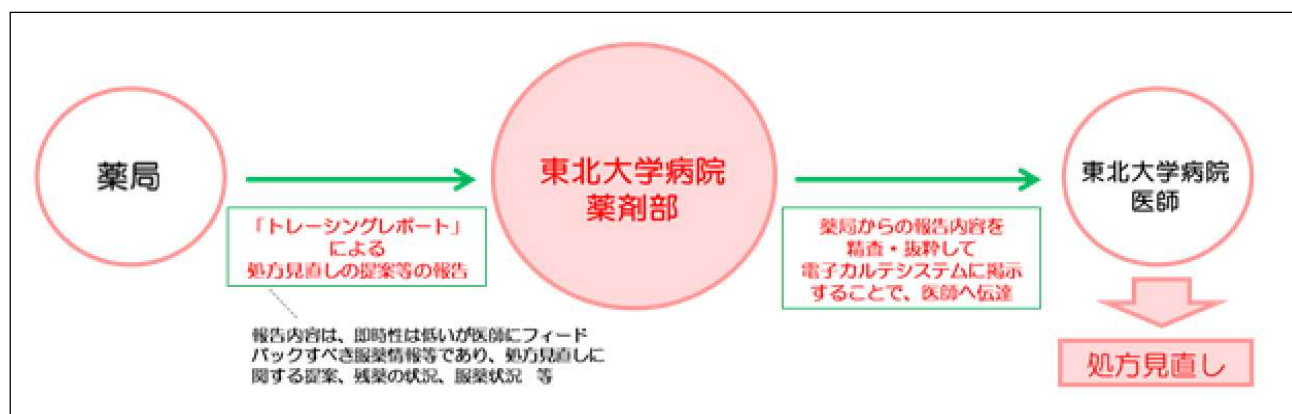 薬局
「トレーシングレポート」
による
処方見直しの提案等の報告
報告内容は、即時性は低いが医師にフィード
バックすべき服薬情報等であり、処方見直しに
関する提案、残薬の状況、服薬状況 等
東北大学病院
薬剤部
薬局からの報告内容を
精査・抜粋して
電子カルテシステムに掲示
することで、医師へ伝達
東北大学病院
医師
処方見直し